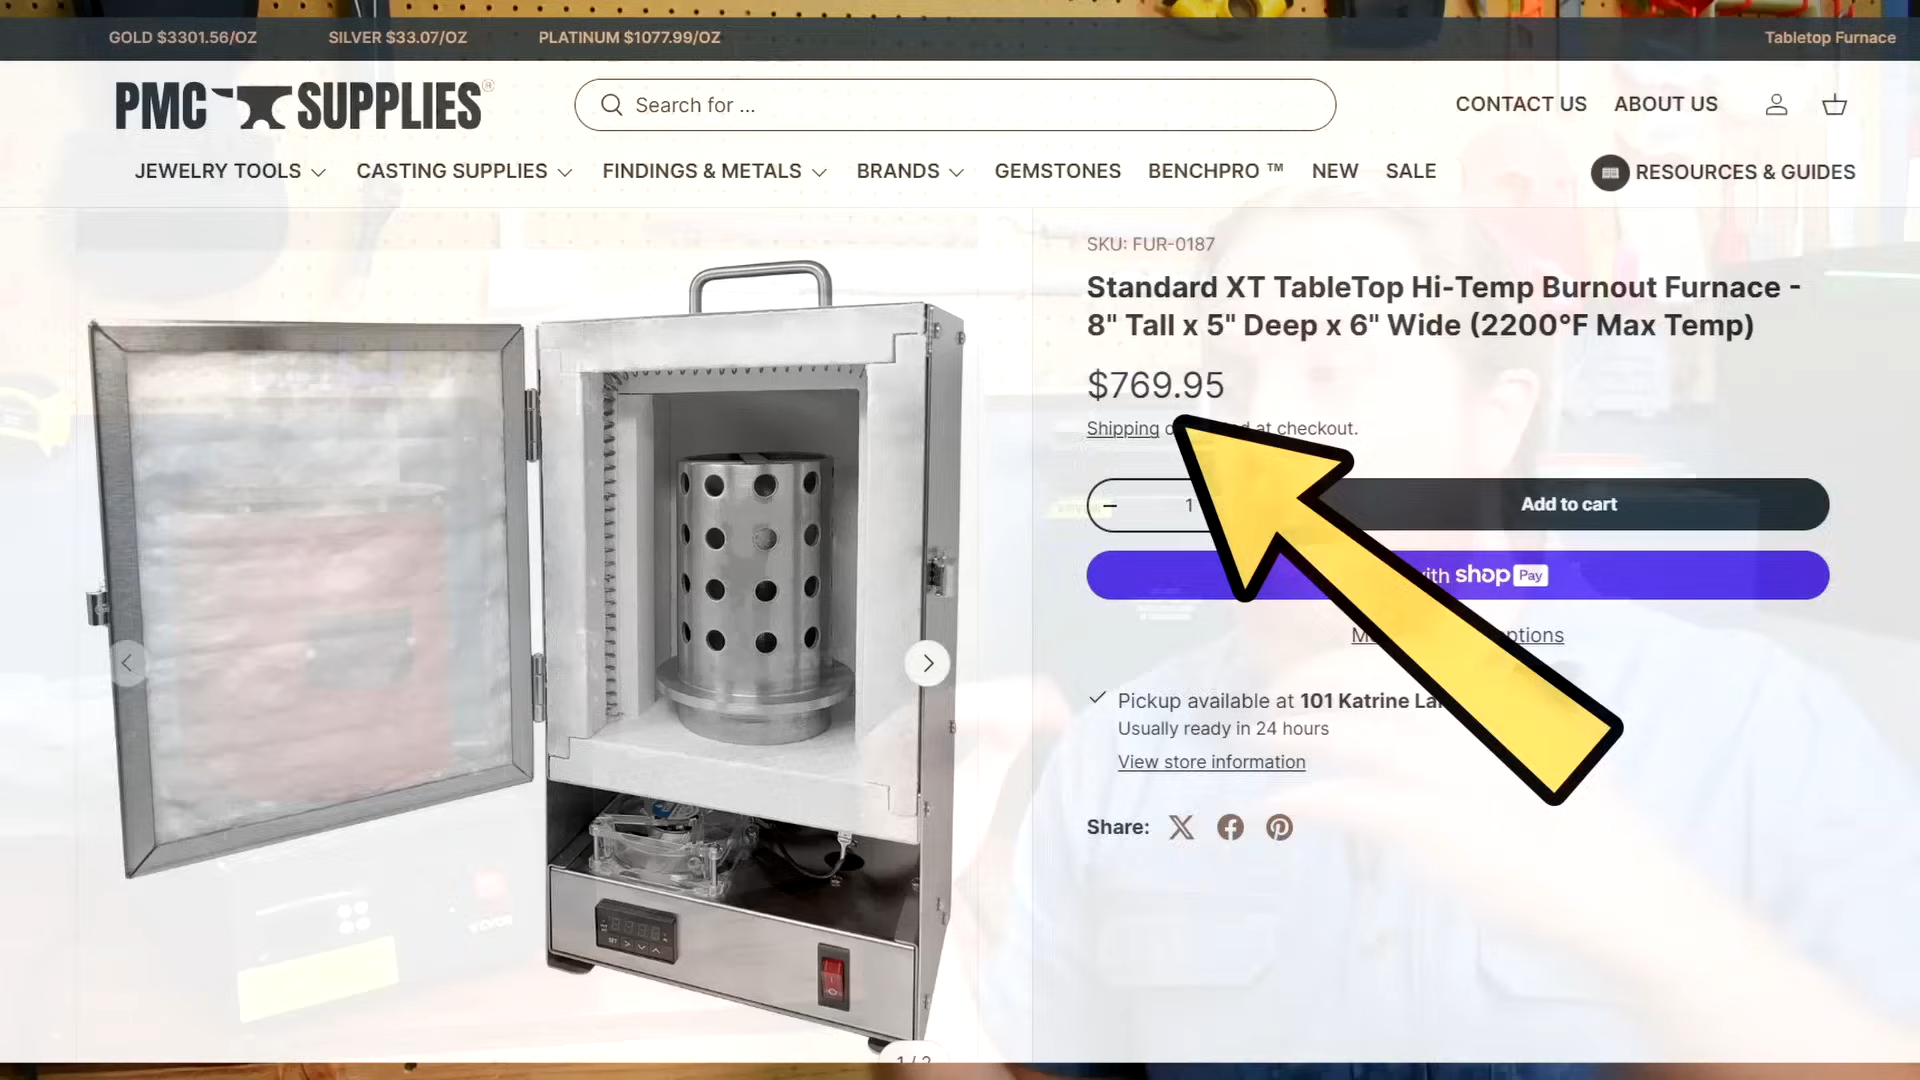 GOLD $3301.56/OZ SILVER $33.07/OZ PLATINUM $1077.99/OZ Tabletop Furnace
PMC SUPPLIES®
Search for ...
CONTACT US ABOUT US
JEWELRY TOOLS CASTING SUPPLIES FINDINGS & METALS BRANDS GEMSTONES BENCHPRO ™ NEW SALE RESOURCES & GUIDES
SKU: FUR-0187
Standard XT TableTop Hi-Temp Burnout Furnace -
8" Tall x 5" Deep x 6" Wide (2200°F Max Temp)
$769.95
Shipping at checkout.
1
Add to cart
with shop Pay
Pickup available at 101 Katrine
Usually ready in 24 hours
View store information
Share:
SET